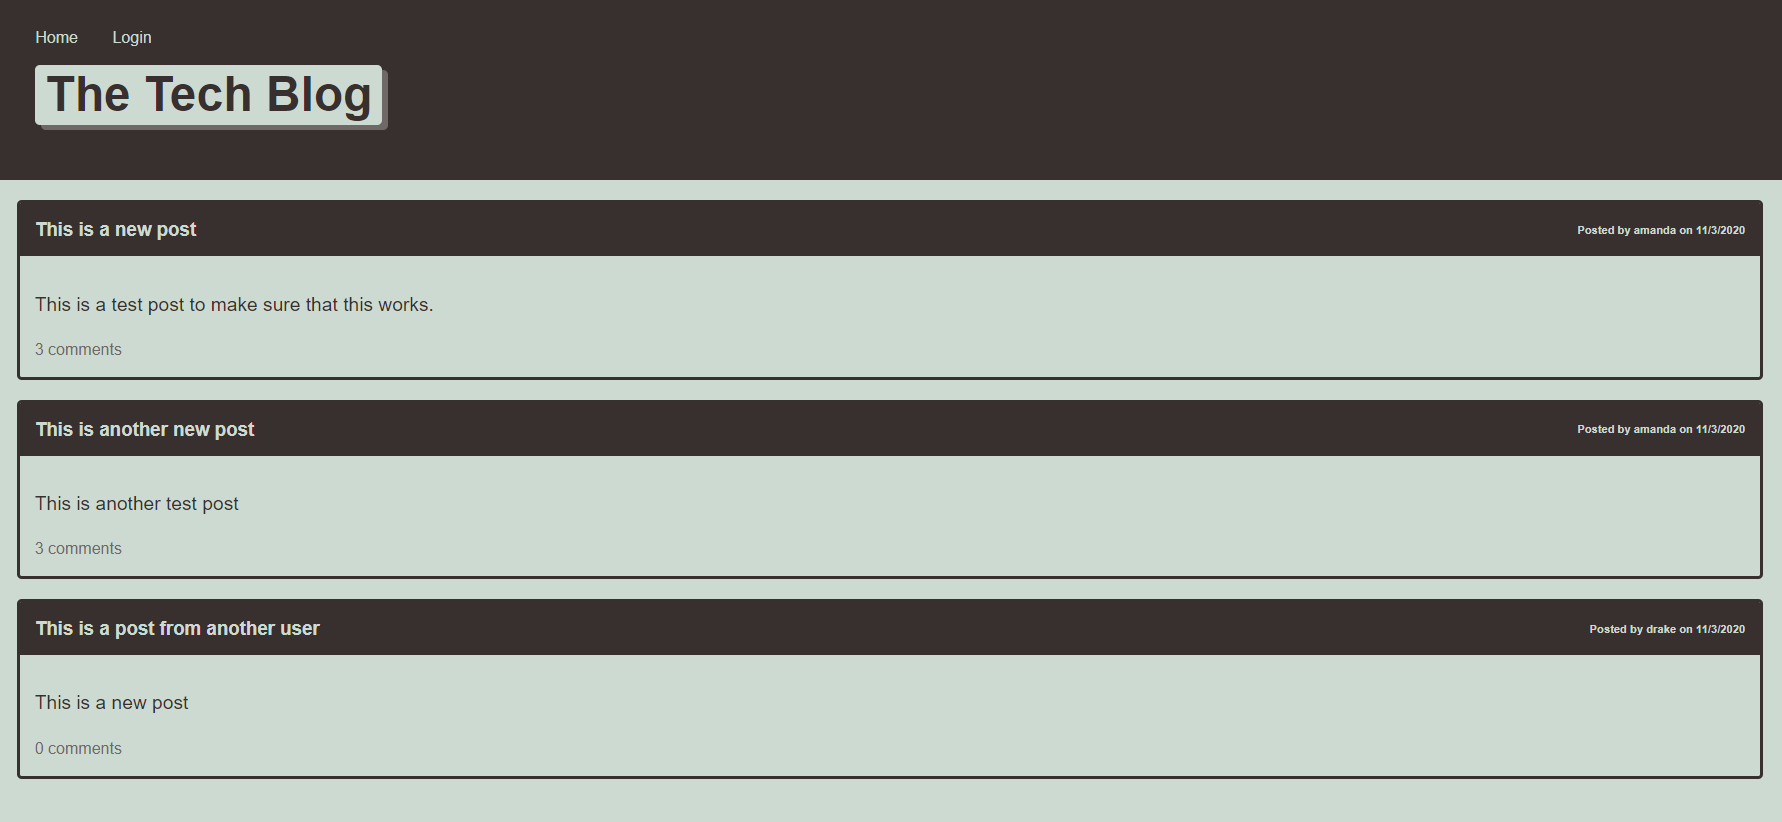 Home Login
The Tech Blog
This is a new post Posted by amanda on 11/3/2020
This is a test post to make sure that this works.
3 comments
This is another new post Posted by amanda on 11/3/2020
This is another test post
3 comments
This is a post from another user Posted by drake on 11/3/2020
This is a new post
0 comments